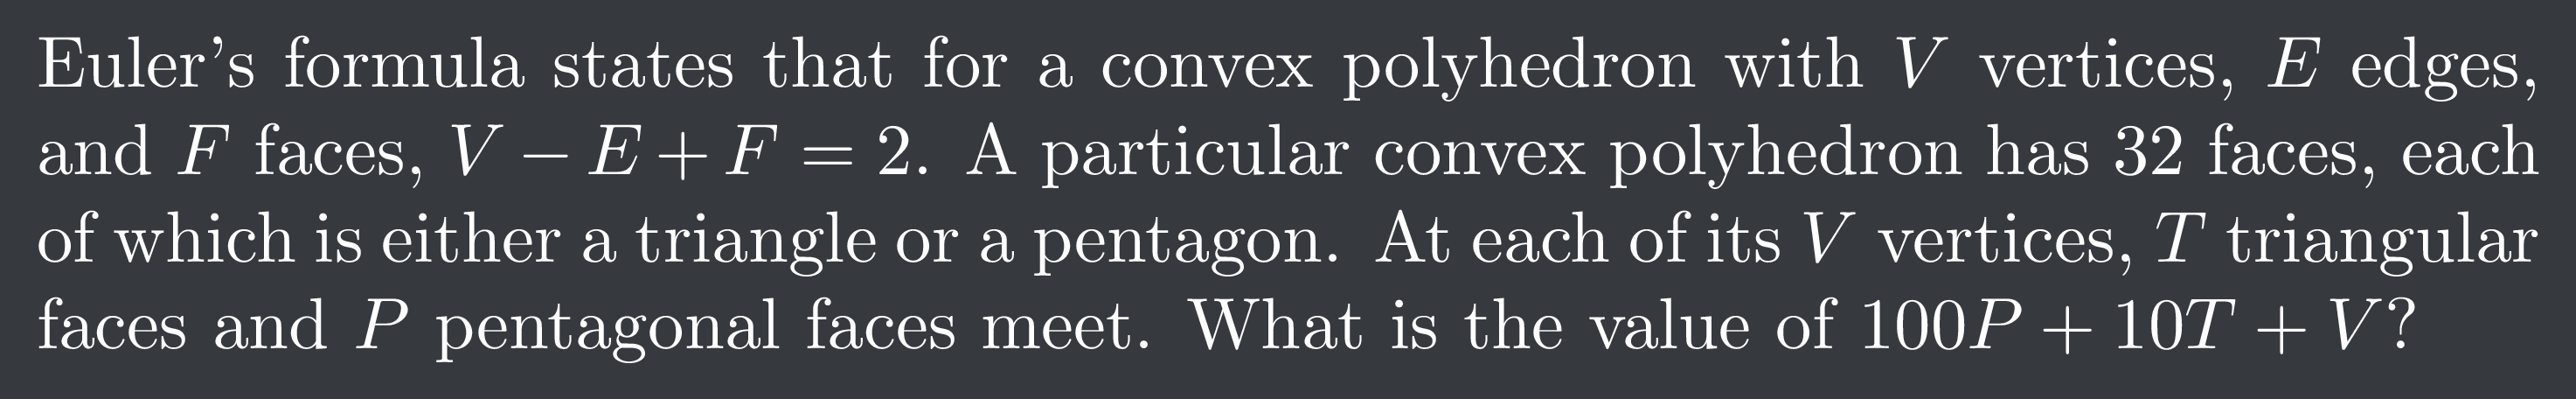 Euler's formula states that for a convex polyhedron with V vertices, E edges,
and F faces, V − E + F = 2. A particular convex polyhedron has 32 faces, each
of which is either a triangle or a pentagon. At each of its V vertices, T triangular
faces and P pentagonal faces meet. What is the value of 100P + 10T + V?